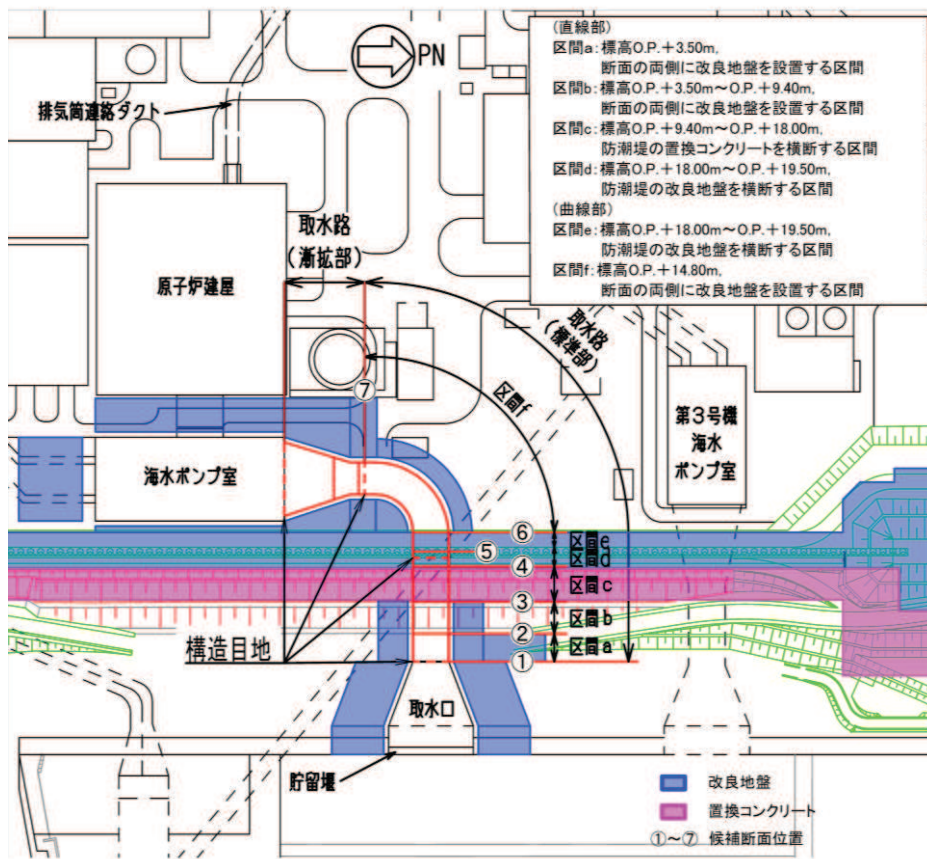 (直線部)
区間a:標高O.P.+3.50m,
断面の両側に改良地盤を設置する区間
区間b:標高O.P.+3.50m～O.P.+9.40m,
断面の両側に改良地盤を設置する区間
区間c:標高O.P.+9.40m～O.P.+18.00m,
防潮堤の置換コンクリートを横断する区間
区間d:標高O.P.+18.00m～O.P.+19.50m,
防潮堤の改良地盤を横断する区間
(曲線部)
区間e:標高O.P.+18.00m～O.P.+19.50m,
防潮堤の改良地盤を横断する区間
区間f:標高O.P.+14.80m,
断面の両側に改良地盤を設置する区間
PN
排気筒連絡ダクト
取水路
(漸拡部)
原子炉建屋
取水路
(標準部)
⑦
区間f
第3号機
海水
ポンプ室
海水ポンプ室
⑥
区間e
⑤
区間d
④
区間c
③
区間b
②
区間a
①
構造目地
取水口
貯留堰
改良地盤
置換コンクリート
①～⑦ 候補断面位置